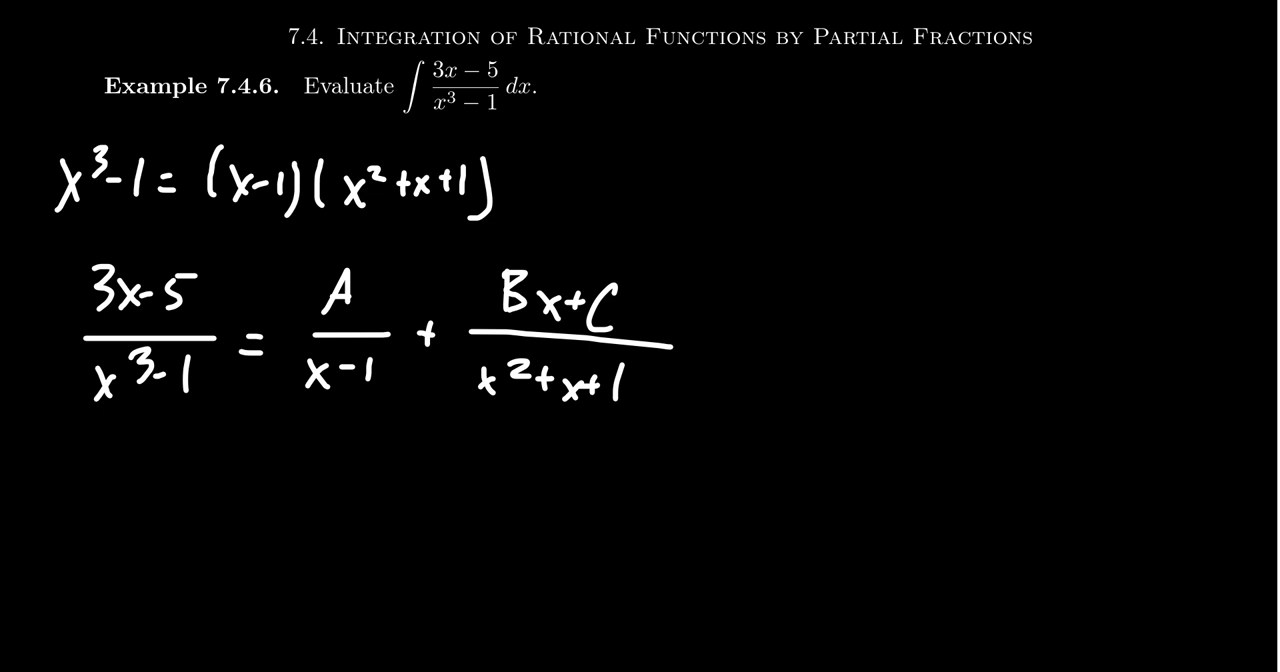 7.4. Integration of Rational Functions by Partial Fractions
Example 7.4.6. Evaluate ∫ (3x − 5)/(x³ − 1) dx.
x³-1 = (x-1)(x²+x+1)
(3x-5)/(x³-1) = A/(x-1) + (Bx+C)/(x²+x+1)